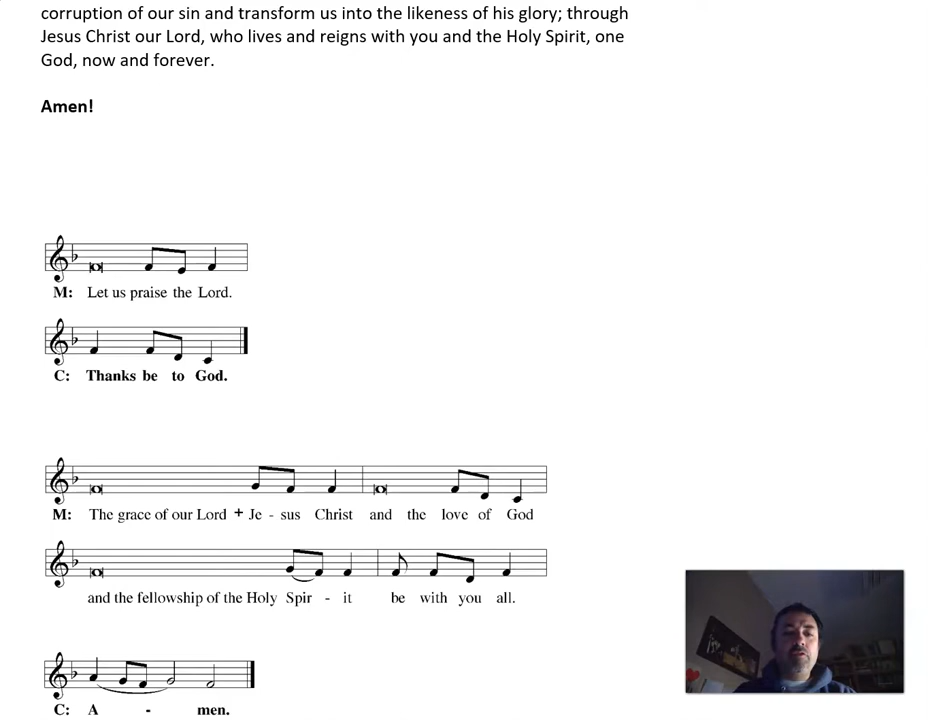 corruption of our sin and transform us into the likeness of his glory; through
Jesus Christ our Lord, who lives and reigns with you and the Holy Spirit, one
God, now and forever.
Amen!
M: Let us praise the Lord.
C: Thanks be to God.
M: The grace of our Lord + Je - sus Christ and the love of God
and the fellowship of the Holy Spir - it be with you all.
C: A - men.